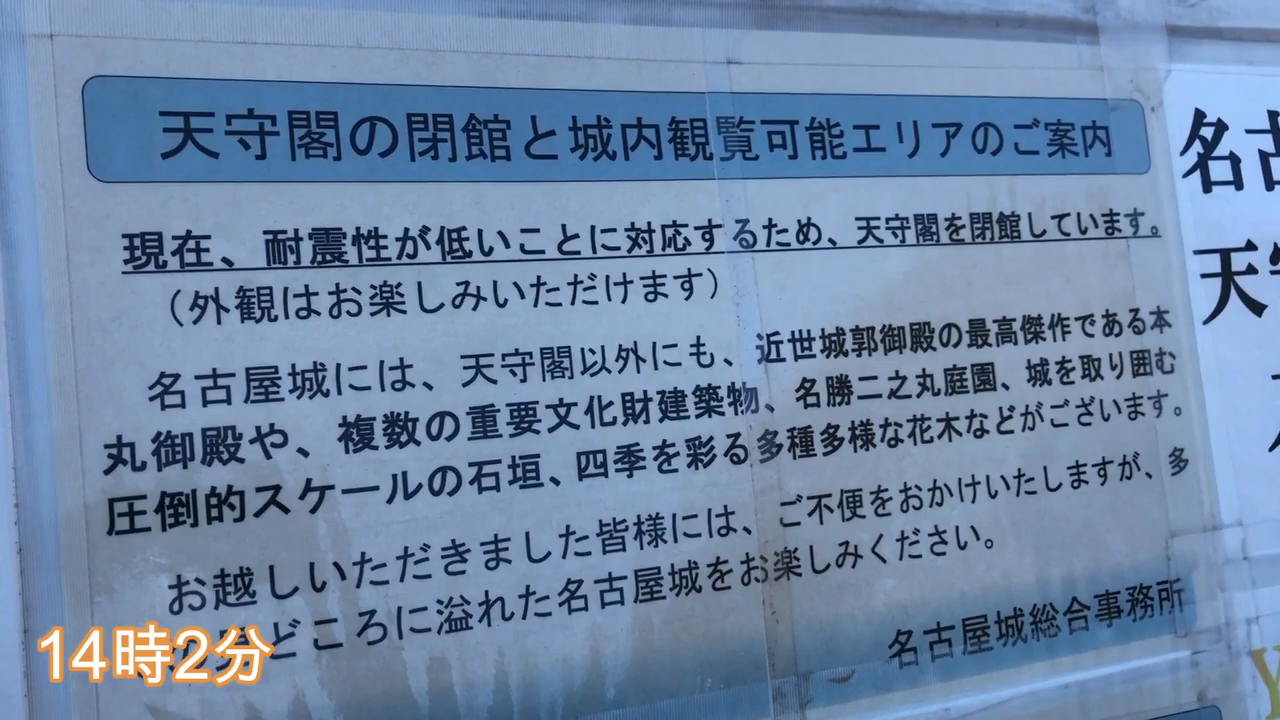 天守閣の閉館と城内観覧可能エリアのご案内
現在、耐震性が低いことに対応するため、天守閣を閉館しています。
（外観はお楽しみいただけます）
名古屋城には、天守閣以外にも、近世城郭御殿の最高傑作である本
丸御殿や、複数の重要文化財建築物、名勝二之丸庭園、城を取り囲む
圧倒的スケールの石垣、四季を彩る多種多様な花木などがございます。
お越しいただきました皆様には、ご不便をおかけいたしますが、多
どころに溢れた名古屋城をお楽しみください。
名古屋城総合事務所
14時2分
名古
天